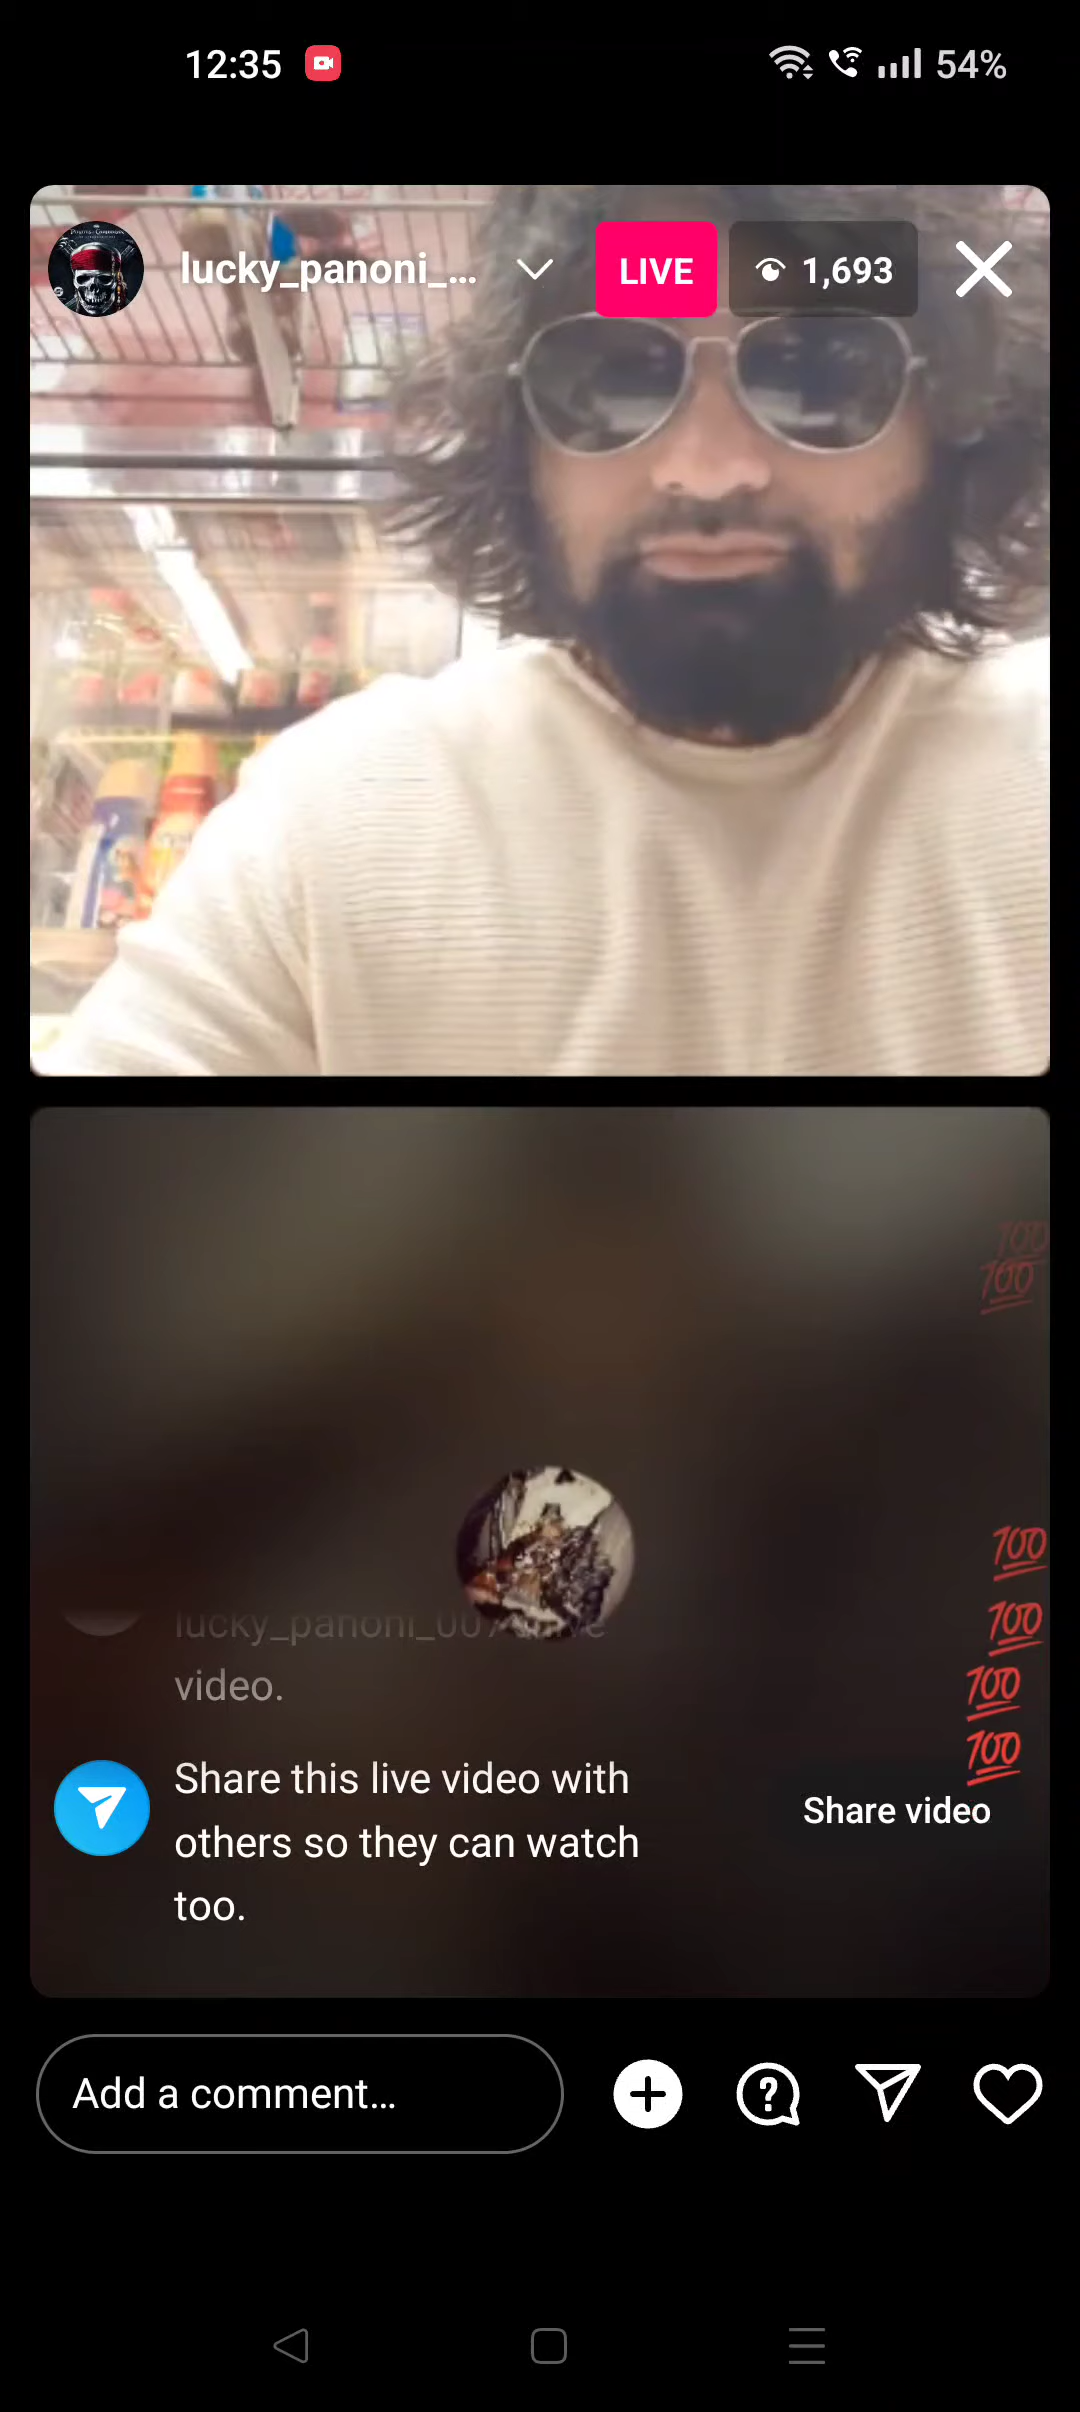 12:35
54%
lucky_panoni_...
LIVE
1,693
lucky_panoni_007
video.
Share this live video with
others so they can watch
too.
Share video
Add a comment...